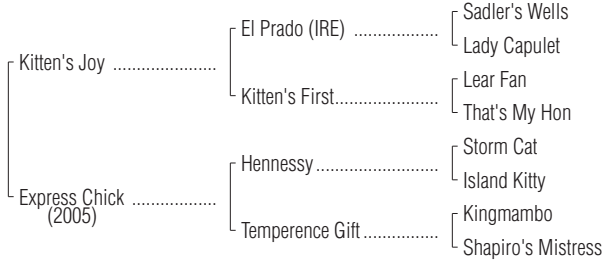 Sadler's Wells
El Prado (IRE) ..................
Lady Capulet
Kitten's Joy ......................
Lear Fan
Kitten's First......................
That's My Hon
Storm Cat
Hennessy..........................
Island Kitty
Express Chick ..................
(2005)
Kingmambo
Temperence Gift................
Shapiro's Mistress